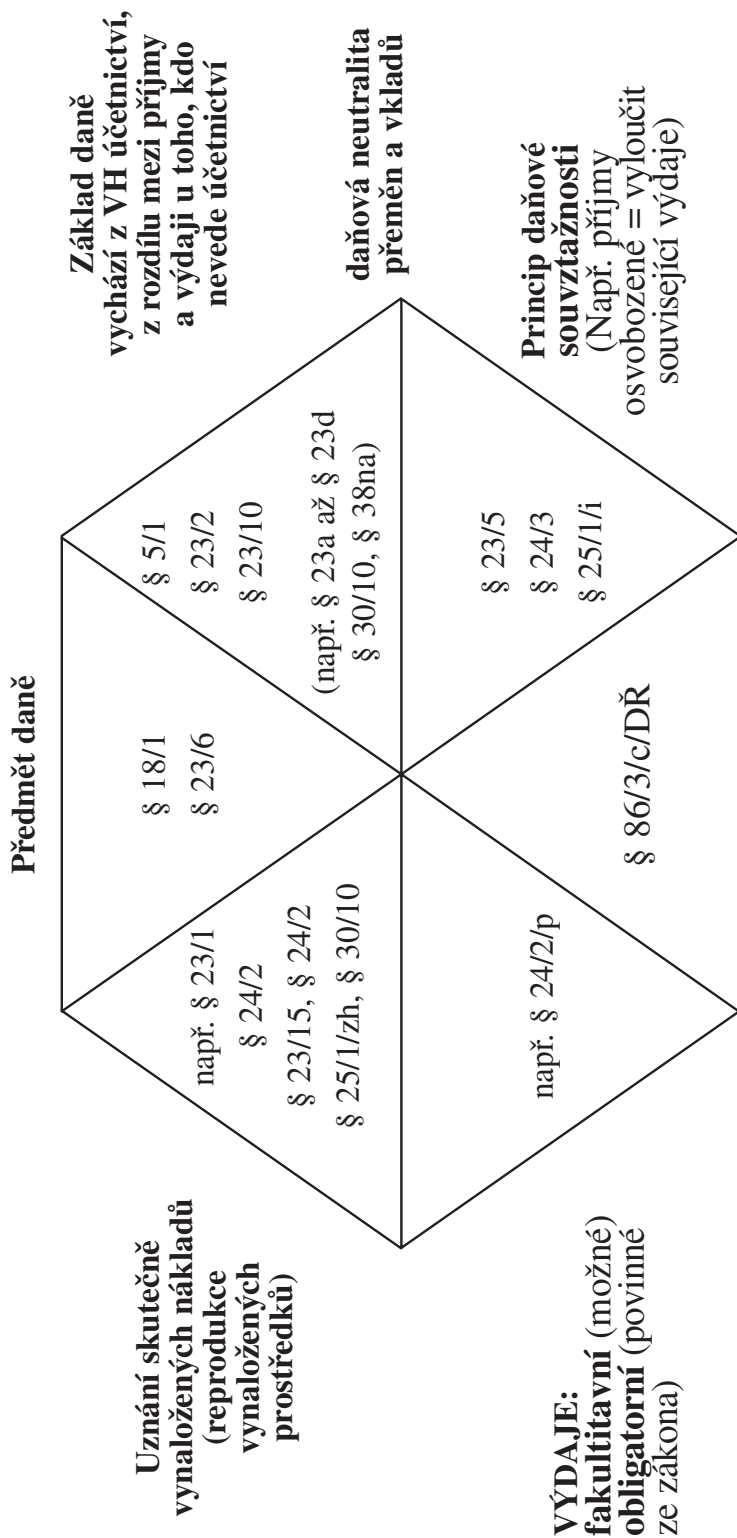 Předmět daně
Uznání skutečně
vynaložených nákladů
(reprodukce
vynaložených
prostředků)
např. § 23/1
§ 24/2
§ 23/15, § 24/2
§ 25/1/zh, § 30/10
§ 18/1
§ 23/6
§ 5/1
§ 23/2
§ 23/10
(např. § 23a až § 23d
§ 30/10, § 38na)
Základ daně
vychází z VH účetnictví,
z rozdílu mezi příjmy
a výdaji u toho, kdo
nevede účetnictví
daňová neutralita
přeměn a vkladů
VÝDAJE:
fakultitavní (možné)
obligatorní (povinné
ze zákona)
např. § 24/2/p
§ 86/3/c/DŘ
§ 23/5
§ 24/3
§ 25/1/i
Princip daňové
souvztažnosti
(Např. příjmy
osvobozené = vyloučit
související výdaje)